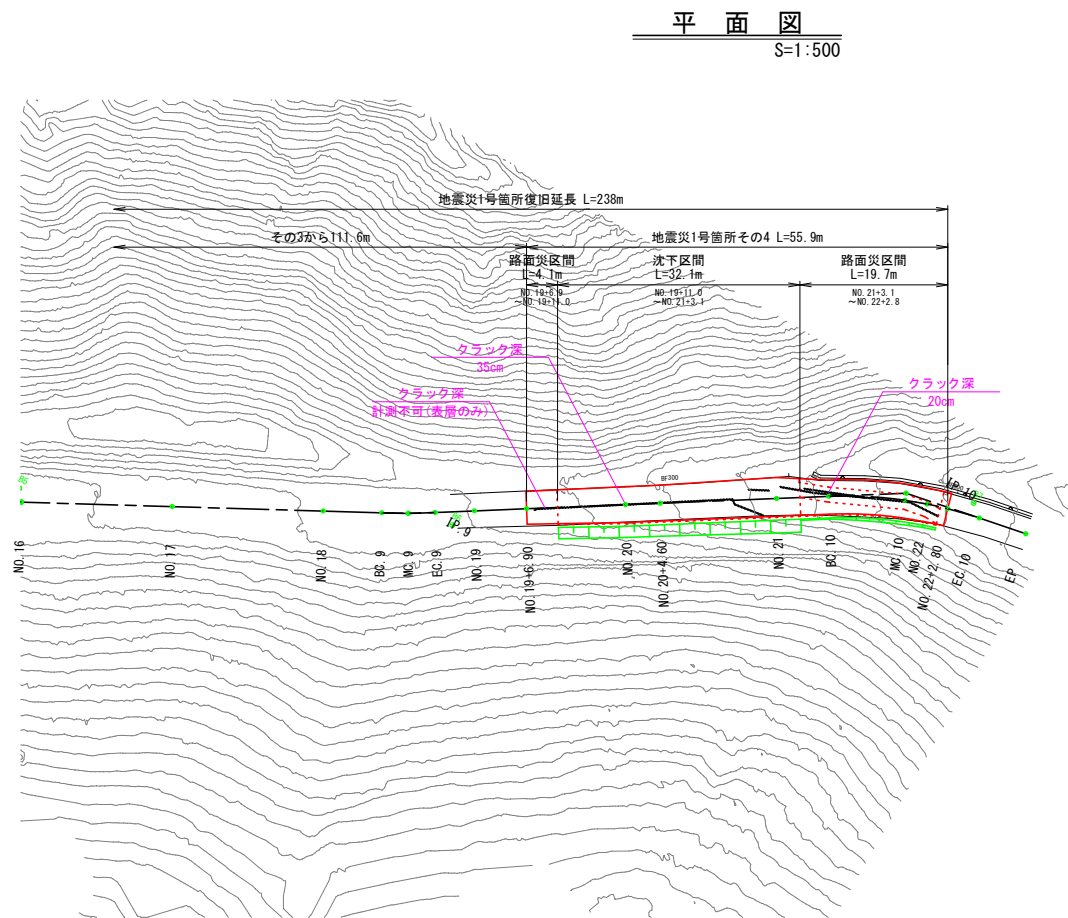 平面図
S=1:500
地震災1号箇所復旧延長 L=238m
その3から111.6m
地震災1号箇所その4 L=55.9m
路面災区間
L=4.1m
NO.19+6.9
～NO.19+11.0
沈下区間
L=32.1m
NO.19+11.0
～NO.21+3.1
路面災区間
L=19.7m
NO.21+3.1
～NO.22+2.8
クラック深
35cm
クラック深
計測不可(表層のみ)
クラック深
20cm
BF300
IP.9
IP.10
NO.16
NO.17
NO.18
BC.9
MC.9
EC.9
NO.19
NO.19+6.90
NO.20
NO.20+4.60
NO.21
BC.10
MC.10
NO.22
NO.22+2.80
EC.10
EP